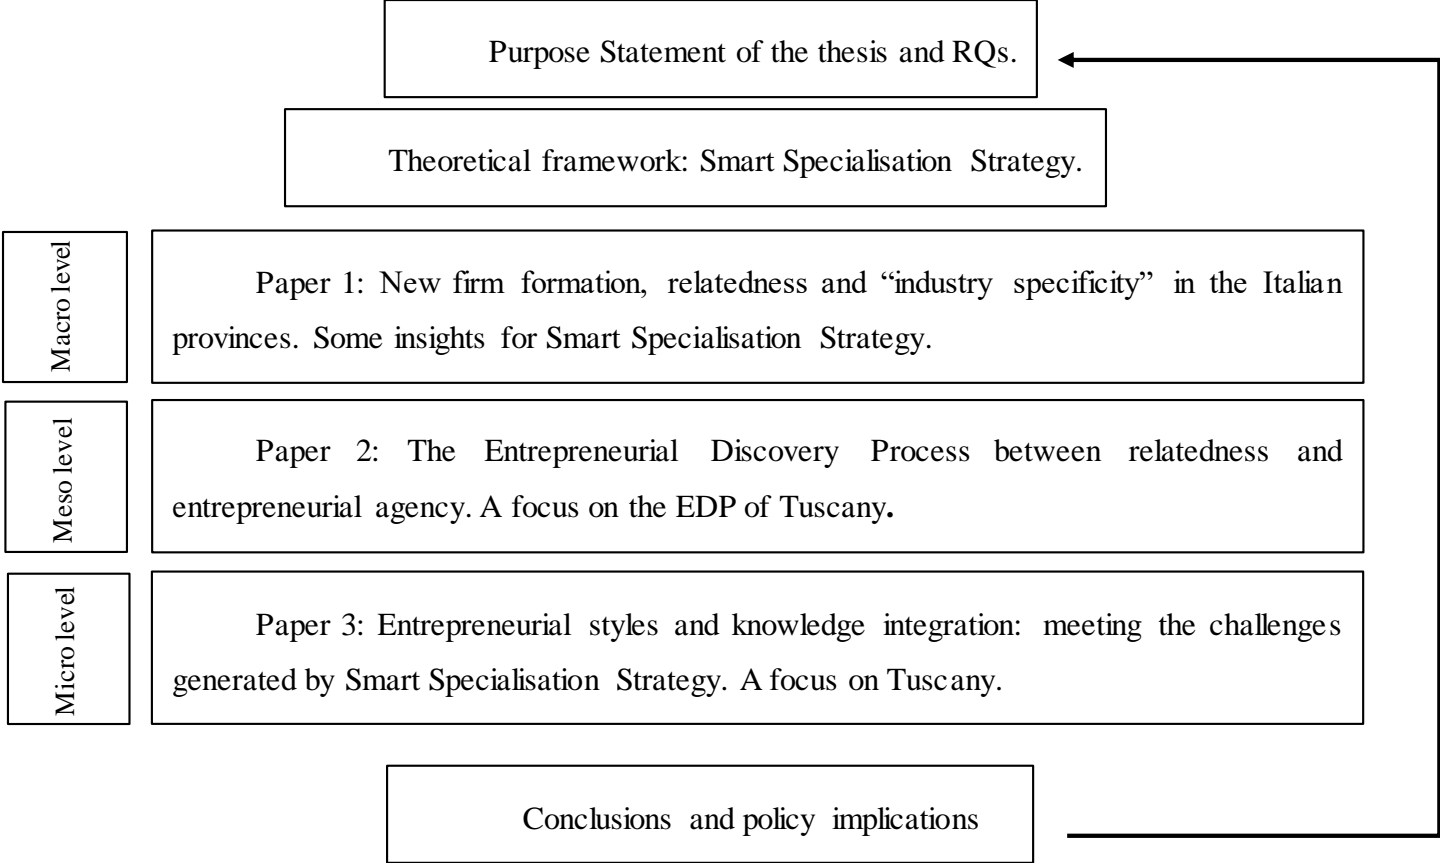 Purpose Statement of the thesis and RQs.
Theoretical framework: Smart Specialisation Strategy.
Macro level
Paper 1: New firm formation, relatedness and “industry specificity” in the Italian
provinces. Some insights for Smart Specialisation Strategy.
Meso level
Paper 2: The Entrepreneurial Discovery Process between relatedness and
entrepreneurial agency. A focus on the EDP of Tuscany.
Micro level
Paper 3: Entrepreneurial styles and knowledge integration: meeting the challenges
generated by Smart Specialisation Strategy. A focus on Tuscany.
Conclusions and policy implications